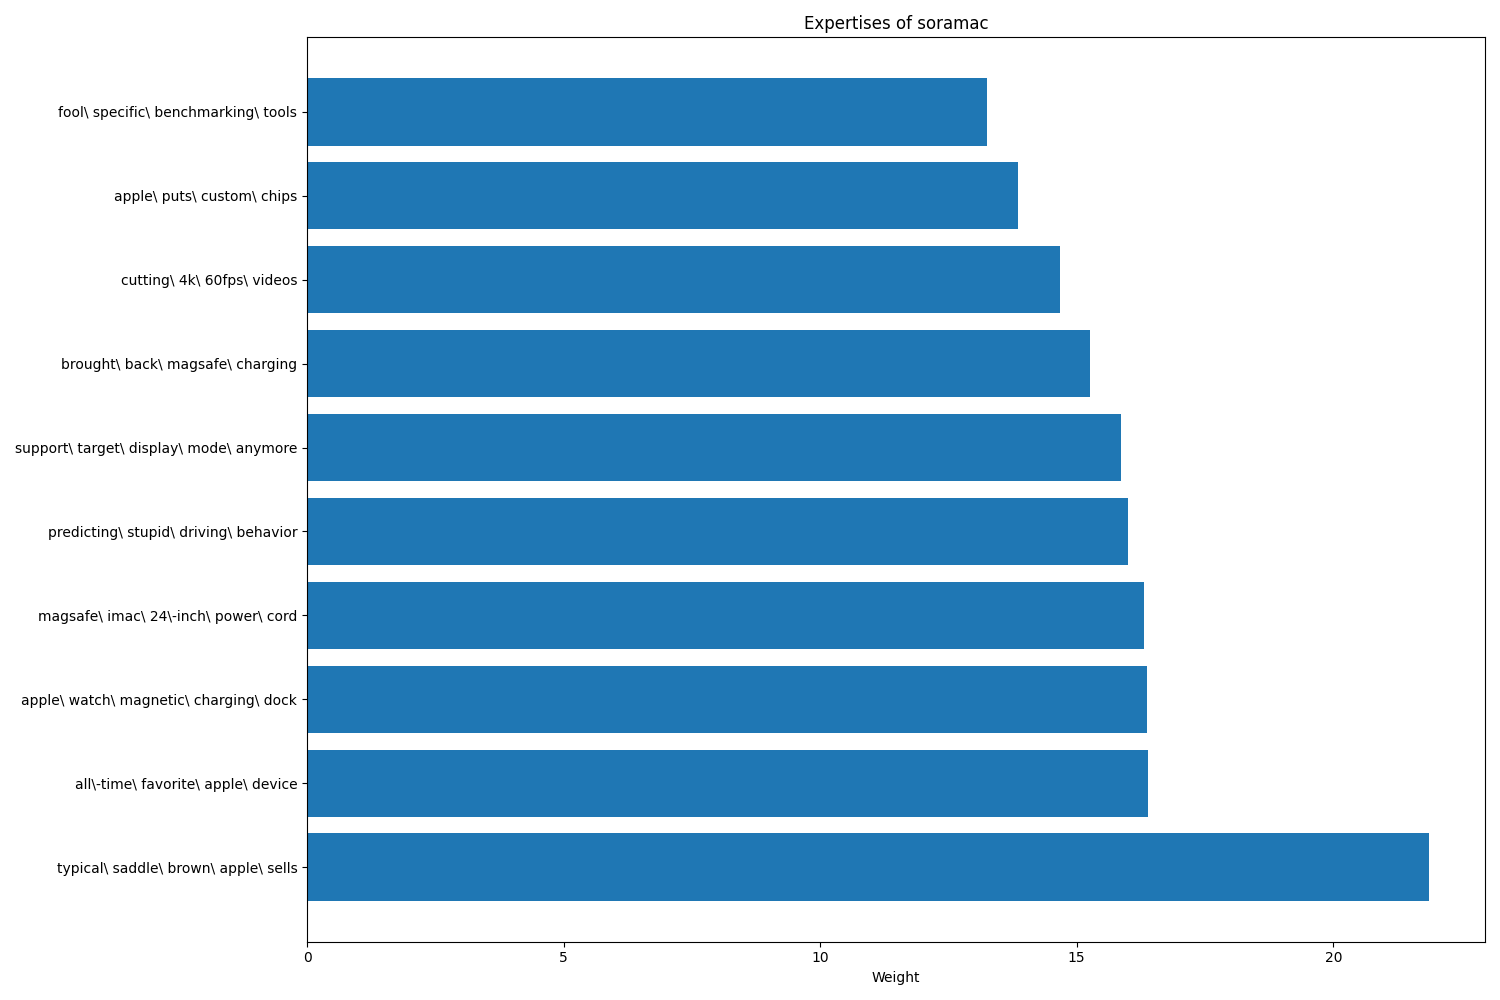 Expertises of soramac
fool\ specific\ benchmarking\ tools
apple\ puts\ custom\ chips
cutting\ 4k\ 60fps\ videos
brought\ back\ magsafe\ charging
support\ target\ display\ mode\ anymore
predicting\ stupid\ driving\ behavior
magsafe\ imac\ 24\-inch\ power\ cord
apple\ watch\ magnetic\ charging\ dock
all\-time\ favorite\ apple\ device
typical\ saddle\ brown\ apple\ sells
0 5 10 15 20
Weight